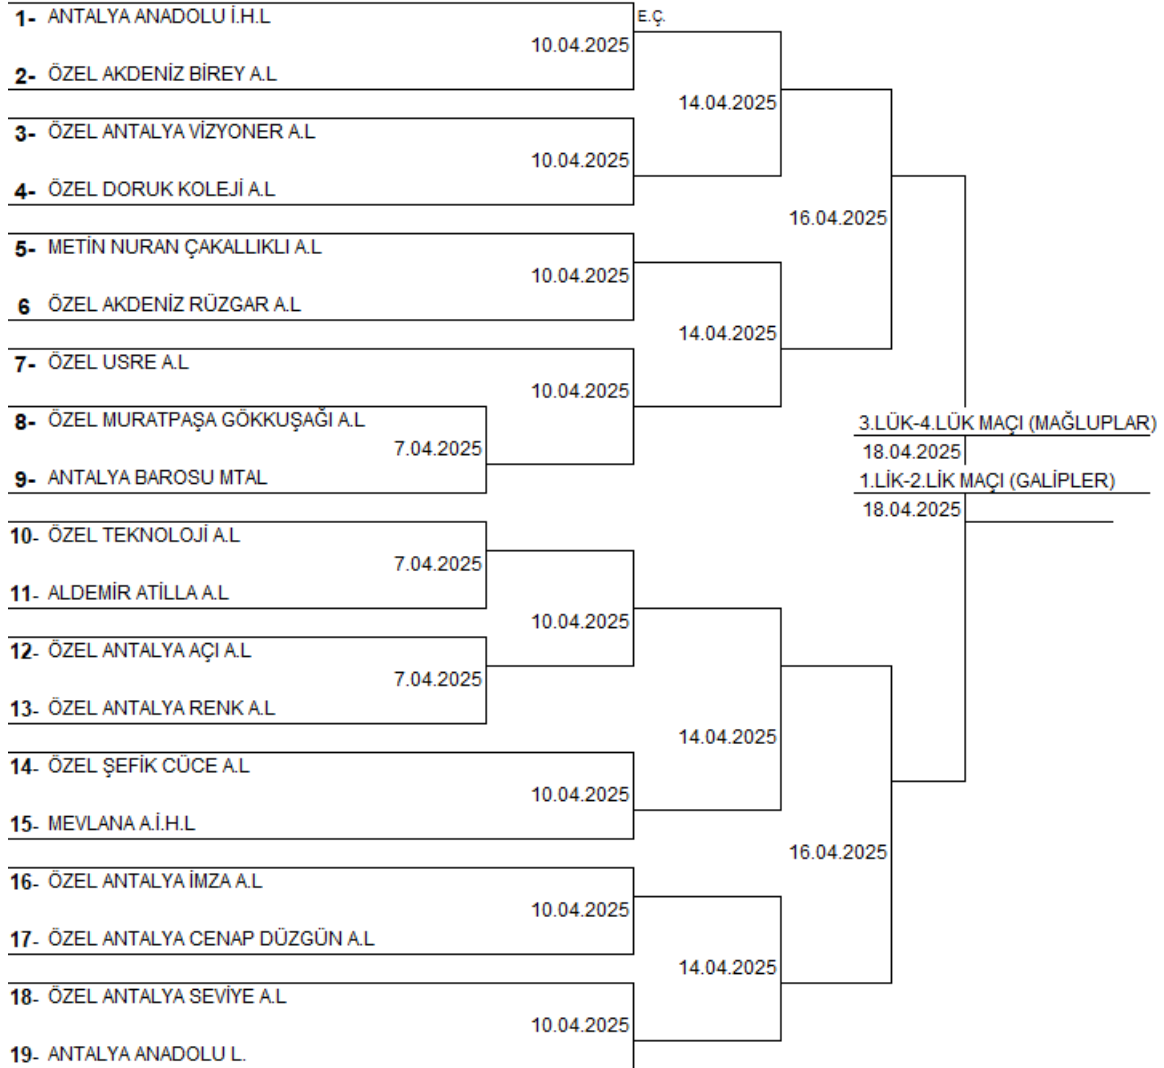 1- ANTALYA ANADOLU İ.H.L
E.Ç.
10.04.2025
2- ÖZEL AKDENİZ BİREY A.L
14.04.2025
3- ÖZEL ANTALYA VİZYONER A.L
10.04.2025
4- ÖZEL DORUK KOLEJİ A.L
16.04.2025
5- METİN NURAN ÇAKALLIKLI A.L
10.04.2025
6 ÖZEL AKDENİZ RÜZGAR A.L
14.04.2025
7- ÖZEL USRE A.L
10.04.2025
8- ÖZEL MURATPAŞA GÖKKUŞAĞI A.L
7.04.2025
9- ANTALYA BAROSU MTAL
3.LÜK-4.LÜK MAÇI (MAĞLUPLAR)
18.04.2025
1.LİK-2.LİK MAÇI (GALİPLER)
18.04.2025
10- ÖZEL TEKNOLOJİ A.L
7.04.2025
11- ALDEMİR ATİLLA A.L
10.04.2025
12- ÖZEL ANTALYA AÇI A.L
7.04.2025
13- ÖZEL ANTALYA RENK A.L
14.04.2025
14- ÖZEL ŞEFİK CÜCE A.L
10.04.2025
15- MEVLANA A.İ.H.L
16.04.2025
16- ÖZEL ANTALYA İMZA A.L
10.04.2025
17- ÖZEL ANTALYA CENAP DÜZGÜN A.L
14.04.2025
18- ÖZEL ANTALYA SEVİYE A.L
10.04.2025
19- ANTALYA ANADOLU L.